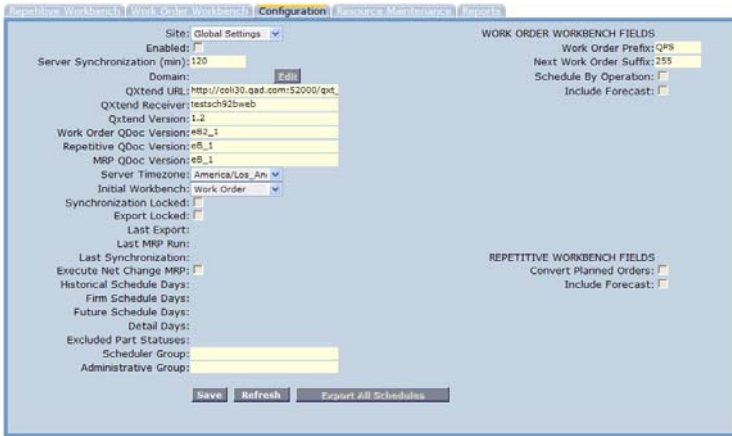 Repetitive Workbench Work Order Workbench Configuration Resource Maintenance Reports
Site: Global Settings
Enabled:
Server Synchronization (min): 120
Domain: Edit
QXtend URL: http://coli30.qad.com:52000/qxt_
QXtend Receiver: testsch92bweb
Qxtend Version: 1.2
Work Order QDoc Version: eB2_1
Repetitive QDoc Version: eB_1
MRP QDoc Version: eB_1
Server Timezone: America/Los_An
Initial Workbench: Work Order
Synchronization Locked:
Export Locked:
Last Export:
Last MRP Run:
Last Synchronization:
Execute Net Change MRP:
Historical Schedule Days:
Firm Schedule Days:
Future Schedule Days:
Detail Days:
Excluded Part Statuses:
Scheduler Group:
Administrative Group:
Save Refresh Export All Schedules
WORK ORDER WORKBENCH FIELDS
Work Order Prefix: QPS
Next Work Order Suffix: 255
Schedule By Operation:
Include Forecast:
REPETITIVE WORKBENCH FIELDS
Convert Planned Orders:
Include Forecast: